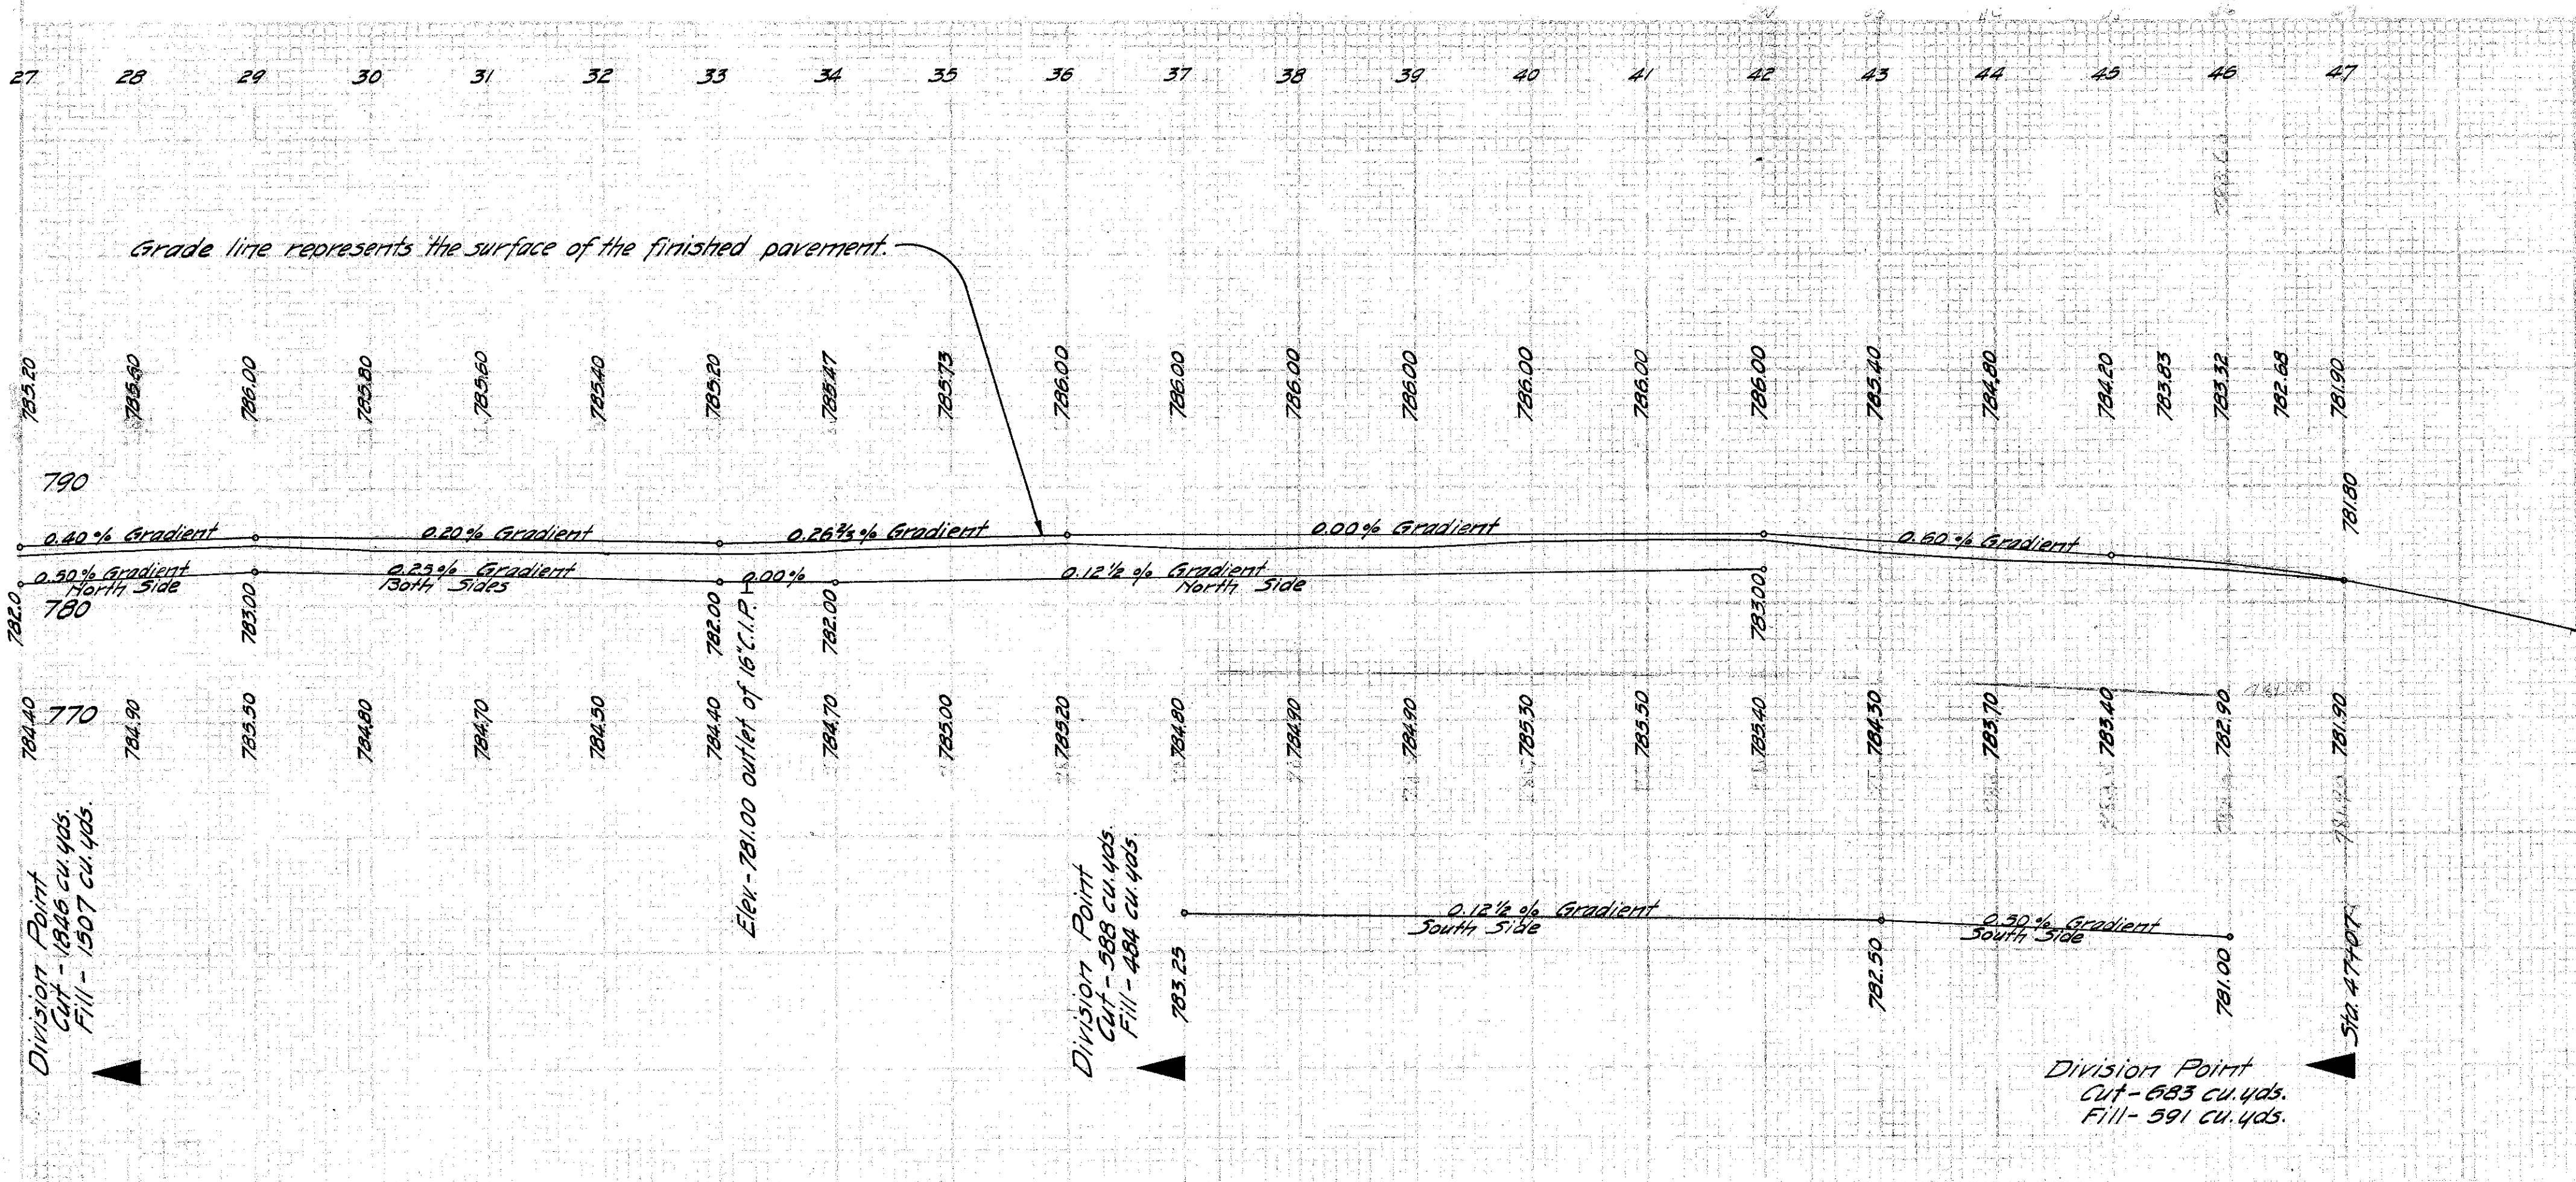 27 28 29 30 31 32 33 34 35 36 37 38 39 40 41 42 43 44 45 46 47
Grade line represents the surface of the finished pavement.
785.20 785.60 786.00 785.80 785.60 785.40 785.20 785.47 785.73 786.00 786.00 786.00 786.00 786.00 786.00 786.00 785.40 784.80 784.20 783.83 783.32 782.68 781.90
790
781.80
0.40% Gradient
0.20% Gradient
0.26⅔% Gradient
0.00% Gradient
0.60% Gradient
0.50% Gradient
North Side
0.25% Gradient
Both Sides
0.00%
0.12½% Gradient
North Side
780
782.0 783.00 782.00 782.00 783.00
770
784.40 784.90 785.50 784.80 784.70 784.50 784.40 784.70 785.00 785.20 784.80 784.90 784.90 785.30 785.50 785.40 784.30 783.70 783.40 782.90 781.90
Elev.-781.00 outlet of 16"C.I.P.
Division Point
Cut-1846 cu.yds.
Fill-1507 cu.yds.
Division Point
Cut-588 cu.yds.
Fill-484 cu.yds.
0.12½% Gradient
South Side
0.50% Gradient
South Side
783.25 782.50 781.00
Sta. 47+07
Division Point
Cut-683 cu.yds.
Fill-591 cu.yds.